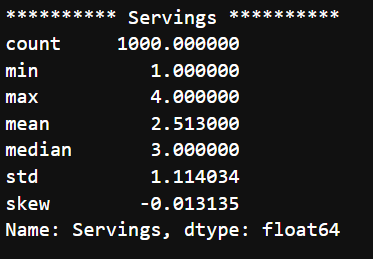 ********** Servings **********
count     1000.000000
min          1.000000
max          4.000000
mean         2.513000
median       3.000000
std          1.114034
skew        -0.013135
Name: Servings, dtype: float64